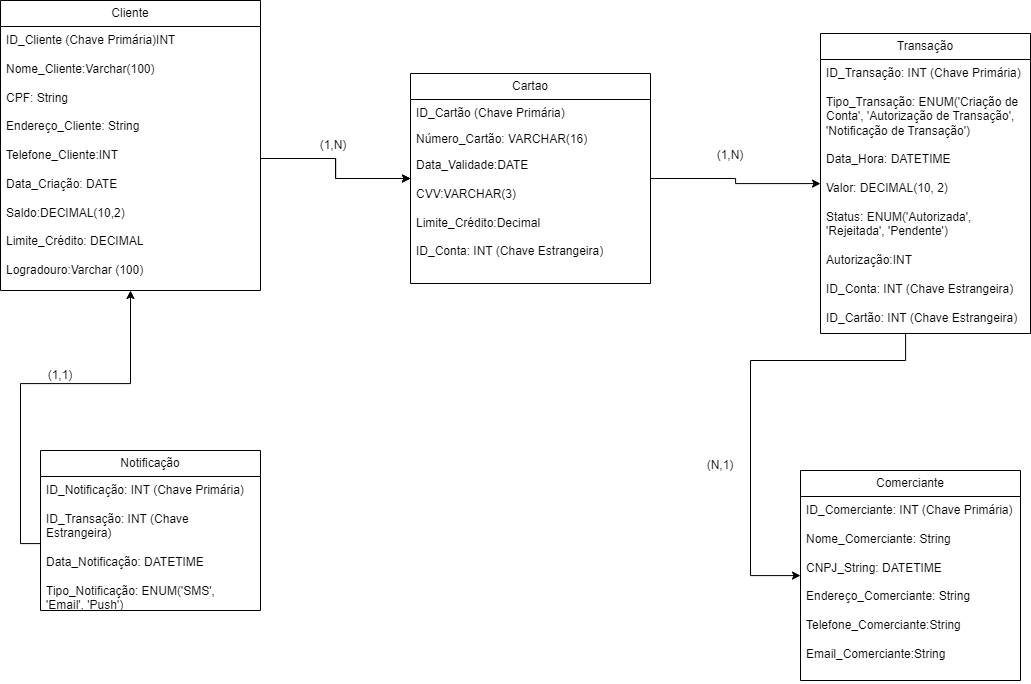 Cliente
ID_Cliente (Chave Primária)INT
Nome_Cliente:Varchar(100)
CPF: String
Endereço_Cliente: String
Telefone_Cliente:INT
Data_Criação: DATE
Saldo:DECIMAL(10,2)
Limite_Crédito: DECIMAL
Logradouro:Varchar (100)
(1,N)
Cartao
ID_Cartão (Chave Primária)
Número_Cartão: VARCHAR(16)
Data_Validade:DATE
CVV:VARCHAR(3)
Limite_Crédito:Decimal
ID_Conta: INT (Chave Estrangeira)
(1,N)
Transação
ID_Transação: INT (Chave Primária)
Tipo_Transação: ENUM('Criação de
Conta', 'Autorização de Transação',
'Notificação de Transação')
Data_Hora: DATETIME
Valor: DECIMAL(10, 2)
Status: ENUM('Autorizada',
'Rejeitada', 'Pendente')
Autorização:INT
ID_Conta: INT (Chave Estrangeira)
ID_Cartão: INT (Chave Estrangeira)
(1,1)
Notificação
ID_Notificação: INT (Chave Primária)
ID_Transação: INT (Chave
Estrangeira)
Data_Notificação: DATETIME
Tipo_Notificação: ENUM('SMS',
'Email', 'Push')
(N,1)
Comerciante
ID_Comerciante: INT (Chave Primária)
Nome_Comerciante: String
CNPJ_String: DATETIME
Endereço_Comerciante: String
Telefone_Comerciante:String
Email_Comerciante:String